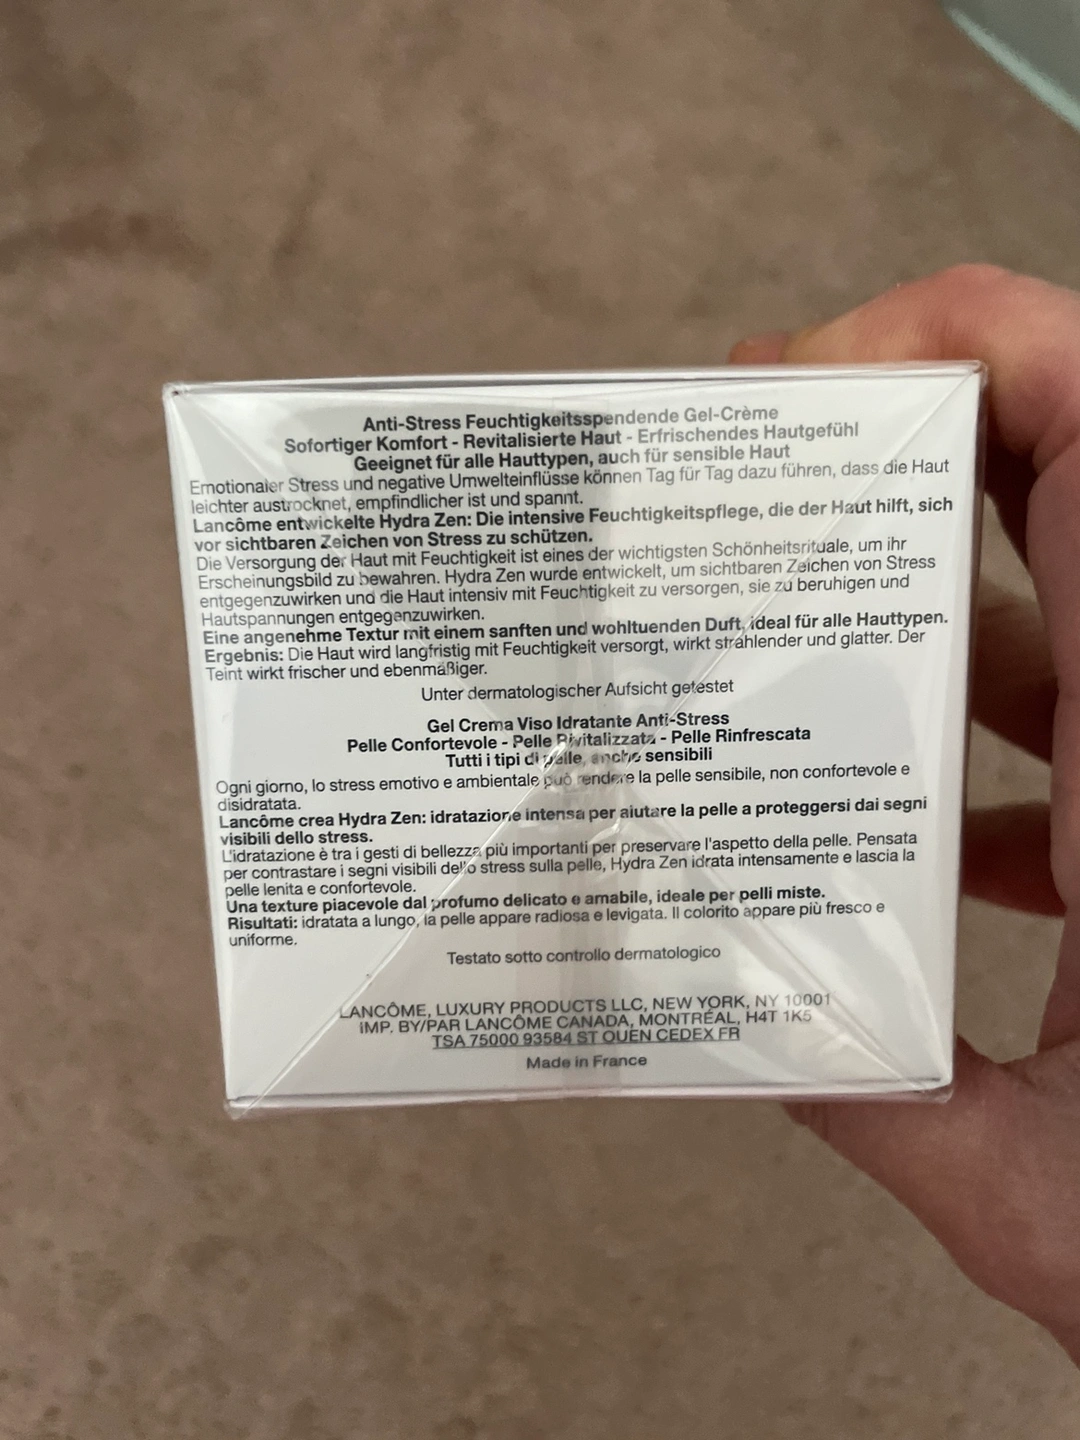 Anti-Stress Feuchtigkeitsspendende Gel-Crème
Sofortiger Komfort - Revitalisierte Haut - Erfrischendes Hautgefühl
Geeignet für alle Hauttypen, auch für sensible Haut
Emotionaler Stress und negative Umwelteinflüsse können Tag für Tag dazu führen, dass die Haut
leichter austrocknet, empfindlicher ist und spannt.
Lancôme entwickelte Hydra Zen: Die intensive Feuchtigkeitspflege, die der Haut hilft, sich
vor sichtbaren Zeichen von Stress zu schützen.
Die Versorgung der Haut mit Feuchtigkeit ist eines der wichtigsten Schönheitsrituale, um ihr
Erscheinungsbild zu bewahren. Hydra Zen wurde entwickelt, um sichtbaren Zeichen von Stress
entgegenzuwirken und die Haut intensiv mit Feuchtigkeit zu versorgen, sie zu beruhigen und
Hautspannungen entgegenzuwirken.
Eine angenehme Textur mit einem sanften und wohltuenden Duft, ideal für alle Hauttypen.
Ergebnis: Die Haut wird langfristig mit Feuchtigkeit versorgt, wirkt strahlender und glatter. Der
Teint wirkt frischer und ebenmäßiger.
Unter dermatologischer Aufsicht getestet
Gel Crema Viso Idratante Anti-Stress
Pelle Confortevole - Pelle Rivitalizzata - Pelle Rinfrescata
Tutti i tipi di pelle, anche sensibili
Ogni giorno, lo stress emotivo e ambientale può rendere la pelle sensibile, non confortevole e
disidratata.
Lancôme crea Hydra Zen: idratazione intensa per aiutare la pelle a proteggersi dai segni
visibili dello stress.
L'idratazione è tra i gesti di bellezza più importanti per preservare l'aspetto della pelle. Pensata
per contrastare i segni visibili dello stress sulla pelle, Hydra Zen idrata intensamente e lascia la
pelle lenita e confortevole.
Una texture piacevole dal profumo delicato e amabile, ideale per pelli miste.
Risultati: idratata a lungo, la pelle appare radiosa e levigata. Il colorito appare più fresco e
uniforme.
Testato sotto controllo dermatologico
LANCÔME, LUXURY PRODUCTS LLC, NEW YORK, NY 10001
IMP. BY/PAR LANCÔME CANADA, MONTRÉAL, H4T 1K5
TSA 75000 93584 ST OUEN CEDEX FR
Made in France